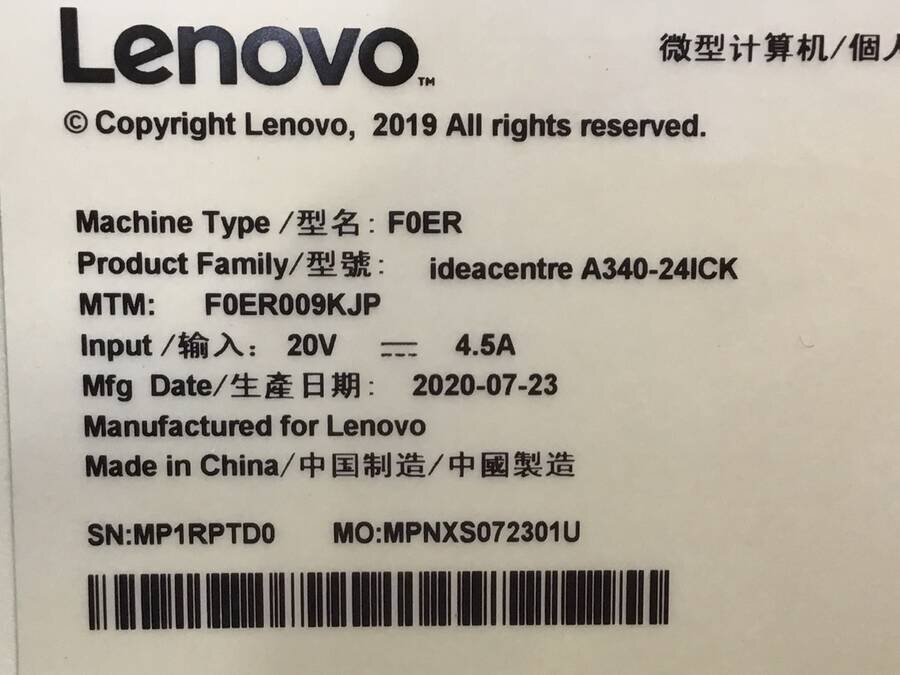 Lenovo™
微型计算机/個人
© Copyright Lenovo, 2019 All rights reserved.
Machine Type /型名: F0ER
Product Family/型號: ideacentre A340-24ICK
MTM: F0ER009KJP
Input /输入: 20V ⎓ 4.5A
Mfg Date/生產日期: 2020-07-23
Manufactured for Lenovo
Made in China/中国制造/中國製造
SN:MP1RPTD0 MO:MPNXS072301U